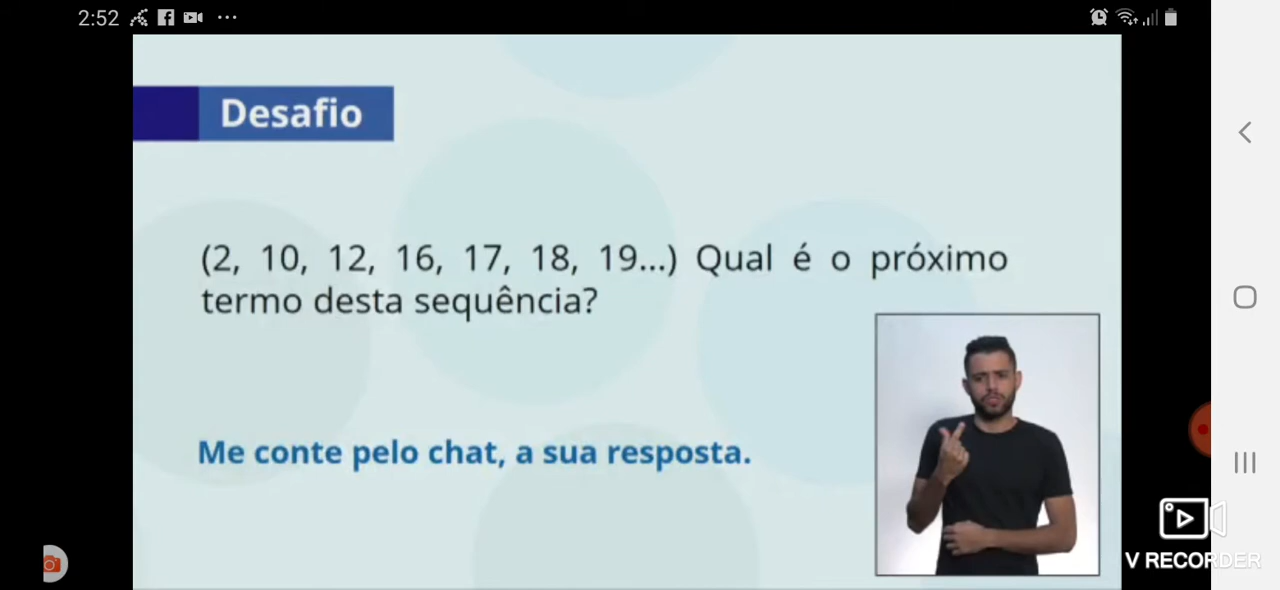 2:52
Desafio
(2, 10, 12, 16, 17, 18, 19...) Qual é o próximo
termo desta sequência?
Me conte pelo chat, a sua resposta.
V RECORDER